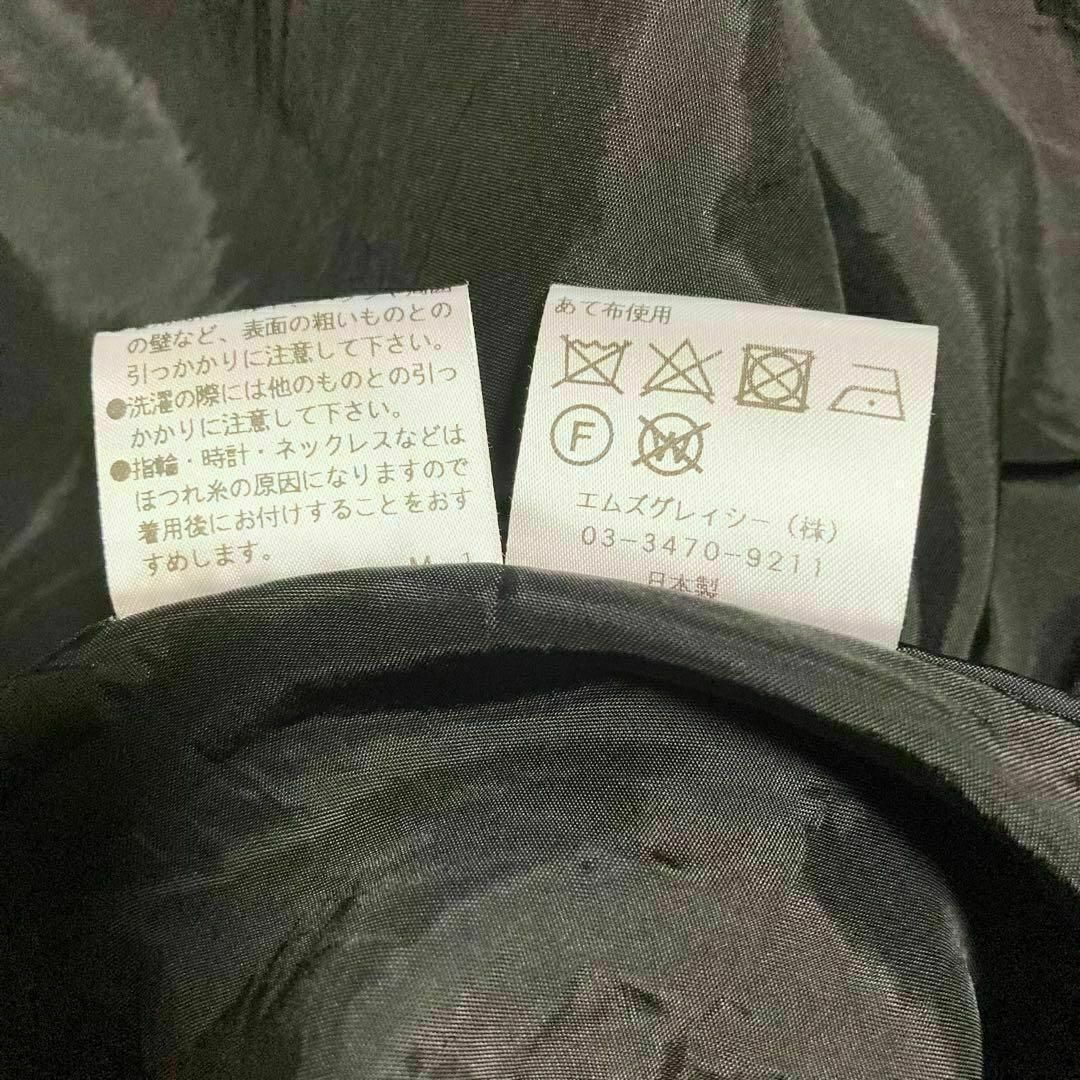 の壁など、表面の粗いものとの
引っかかりに注意して下さい。
●洗濯の際には他のものとの引っ
かかりに注意して下さい。
●指輪・時計・ネックレスなどは
ほつれ糸の原因になりますので
着用後にお付けすることをおす
すめします。
あて布使用
F
W
エムズグレイシー(株)
03-3470-9211
日本製